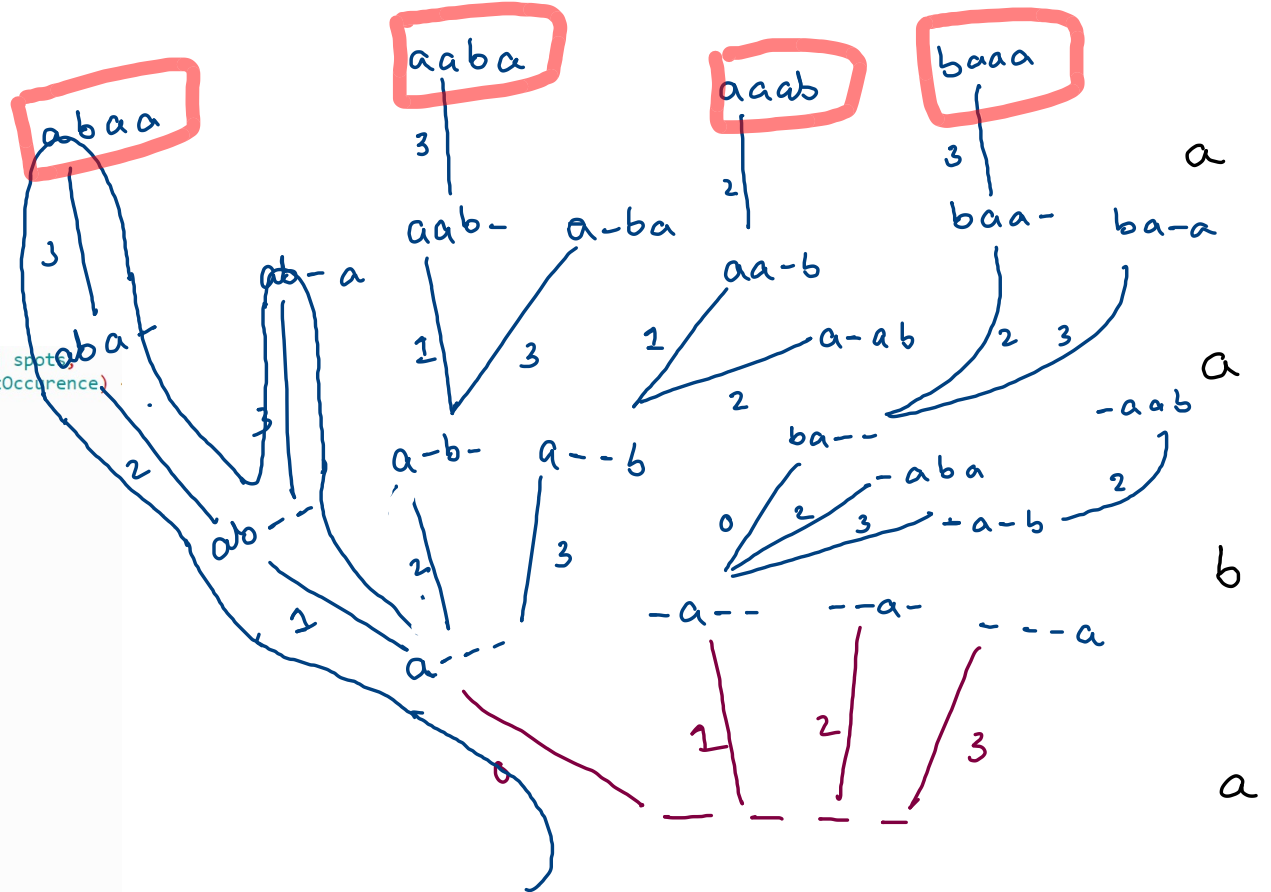 aaba
baaa
aaab
abaa
3
2
3
a
aab-
a-ba
baa-
ba-a
3
ab-a
aa-b
aba-
1
3
1
a-ab
2
3
a
spots,
tOccurence)
2
2
3
-aab
a-b-
a--b
ba--
-aba
2
ab--
0
2
3
-a-b
2
3
b
1
-a--
--a-
---a
a---
1
2
3
0
a
_ _ _ _